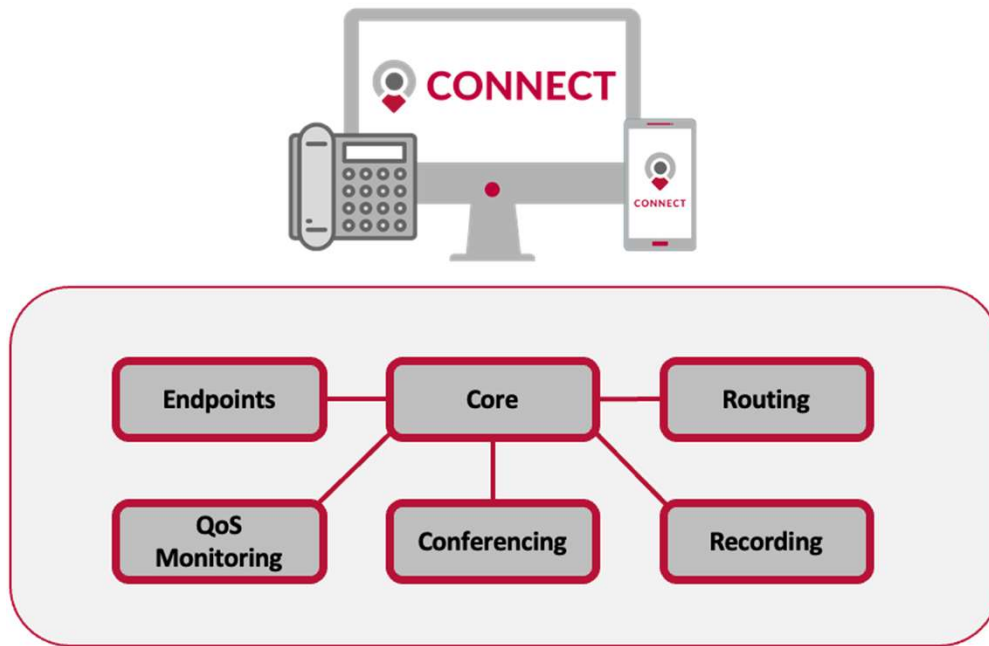 CONNECT
CONNECT
Endpoints
Core
Routing
QoS
Monitoring
Conferencing
Recording